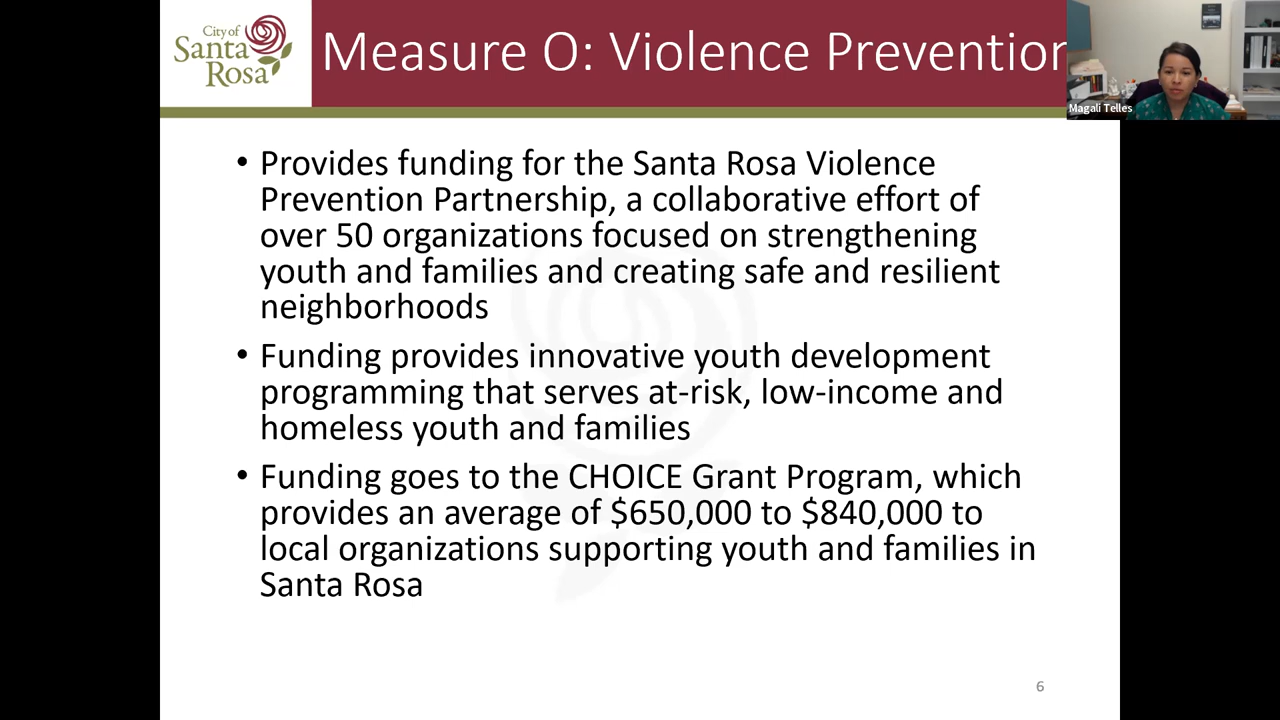 City of
Santa
Rosa
Measure O: Violence Prevention
Magali Telles
• Provides funding for the Santa Rosa Violence
Prevention Partnership, a collaborative effort of
over 50 organizations focused on strengthening
youth and families and creating safe and resilient
neighborhoods
• Funding provides innovative youth development
programming that serves at-risk, low-income and
homeless youth and families
• Funding goes to the CHOICE Grant Program, which
provides an average of $650,000 to $840,000 to
local organizations supporting youth and families in
Santa Rosa
6